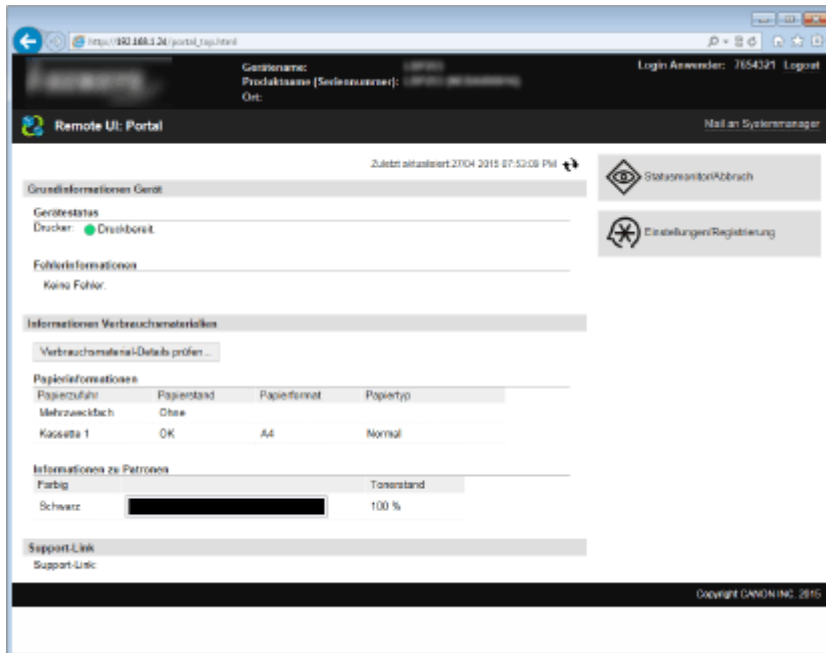 http://192.168.1.24/portal_top.html
Gerätename:
Produktname (Seriennummer):
Ort:
Login Anwender: 7654321 Logout
Remote UI: Portal
Mail an Systemmanager
Zuletzt aktualisiert:27/04 2015 07:53:09 PM
Grundinformationen Gerät
Statusmonitor/Abbruch
Gerätestatus
Drucker: Druckbereit.
Einstellungen/Registrierung
Fehlerinformationen
Keine Fehler.
Informationen Verbrauchsmaterialien
Verbrauchsmaterial-Details prüfen ...
Papierinformationen
Papierzufuhr Papierstand Papierformat Papiertyp
Mehrzweckfach Ohne
Kassette 1 OK A4 Normal
Informationen zu Patronen
Farbig Tonerstand
Schwarz 100 %
Support-Link
Support-Link:
Copyright CANON INC. 2015